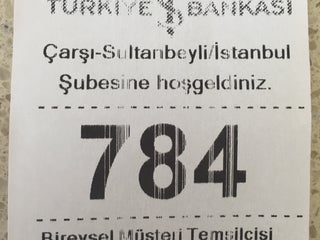 TÜRKİYE İŞ BANKASI
Çarşı-Sultanbeyli/İstanbul
Şubesine hoşgeldiniz.
784
Bireysel Müşteri Temsilcisi